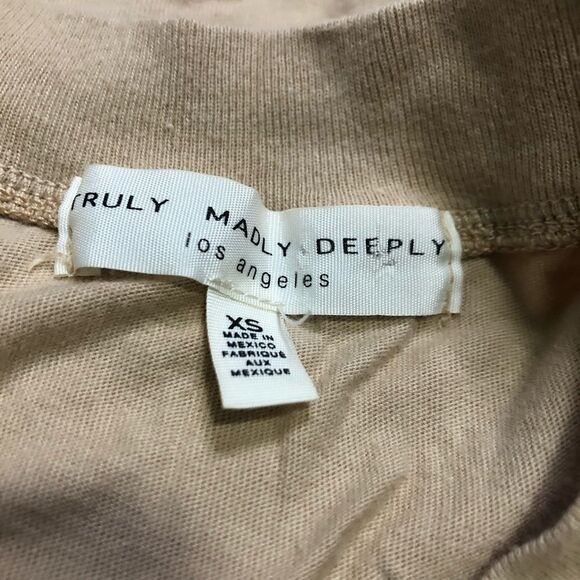 TRULY MADLY DEEPLY
los angeles
XS
MADE IN
MEXICO
FABRIQUÉ
AUX
MEXIQUE